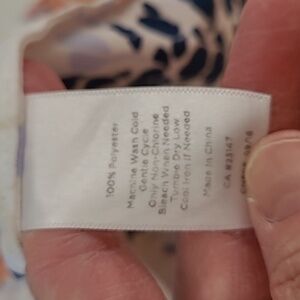 100% Polyester
Machine Wash Cold
Gentle Cycle
Only Non-Chlorine
Bleach When Needed
Tumble Dry Low
Cool Iron If Needed
Made In China
CA #25147